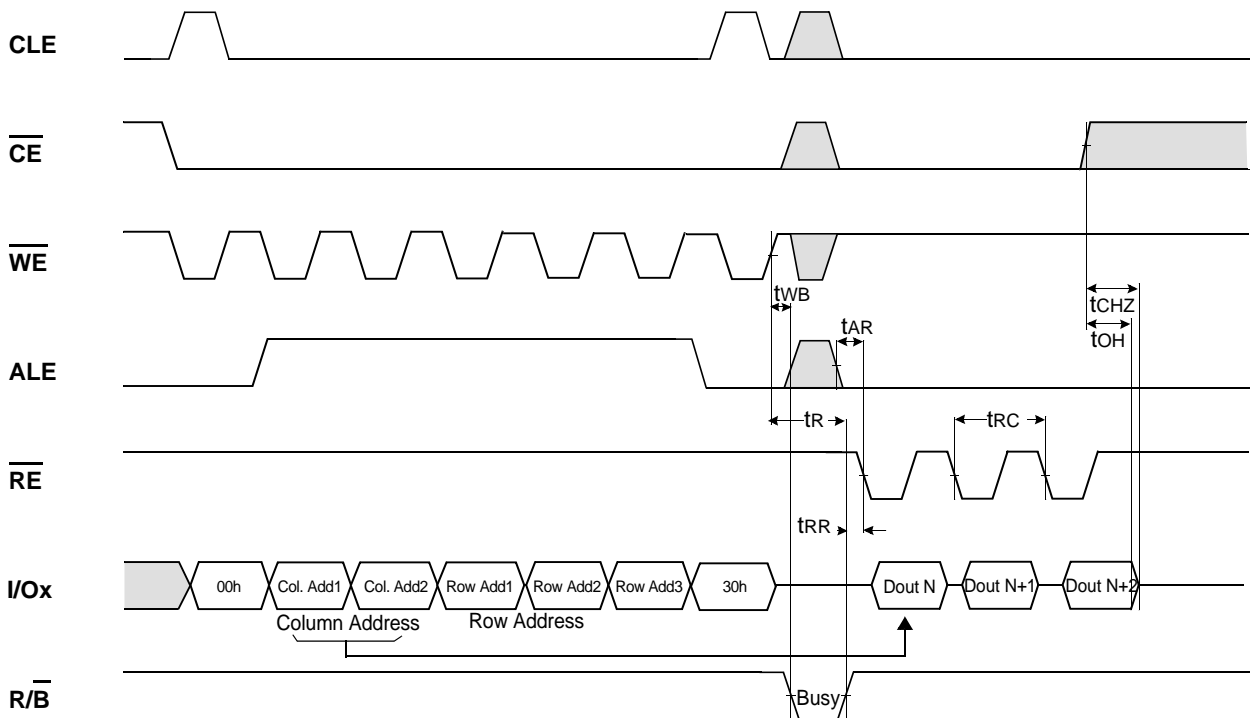 CLE
CE
WE
tWB
tCHZ
tAR
tOH
ALE
tR
tRC
RE
tRR
I/Ox
00h
Col. Add1
Col. Add2
Row Add1
Row Add2
Row Add3
30h
Dout N
Dout N+1
Dout N+2
Column Address
Row Address
R/B
Busy